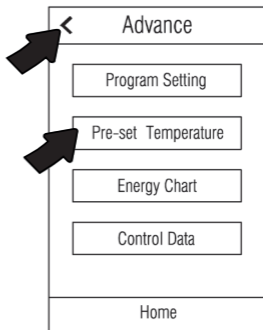 Advance
Program Setting
Pre-set Temperature
Energy Chart
Control Data
Home